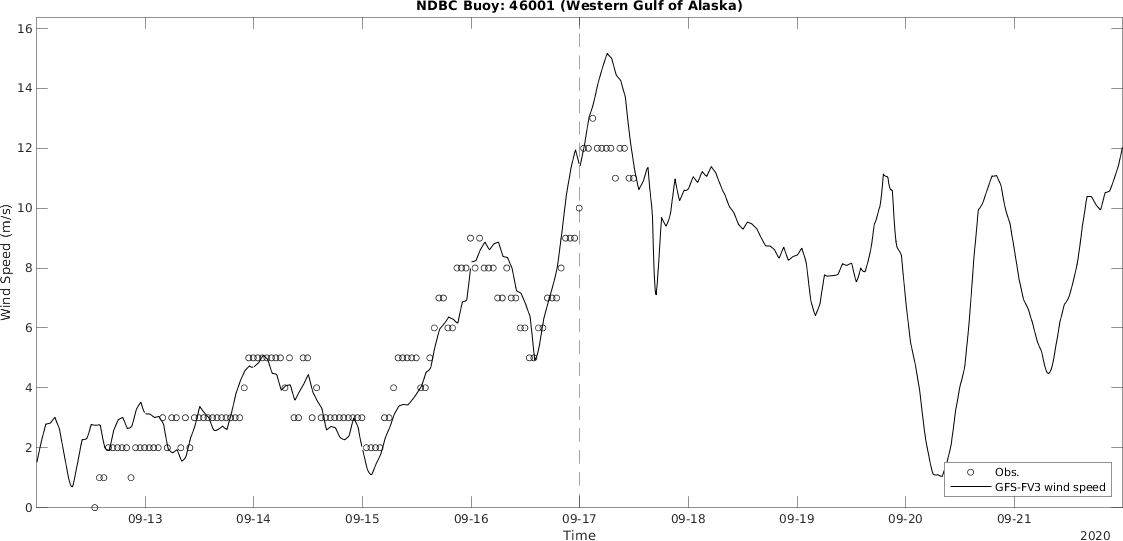 NDBC Buoy: 46001 (Western Gulf of Alaska)
16
14
12
10
8
6
4
2
0
Wind Speed (m/s)
09-13 09-14 09-15 09-16 09-17 09-18 09-19 09-20 09-21
Time
2020
Obs.
GFS-FV3 wind speed